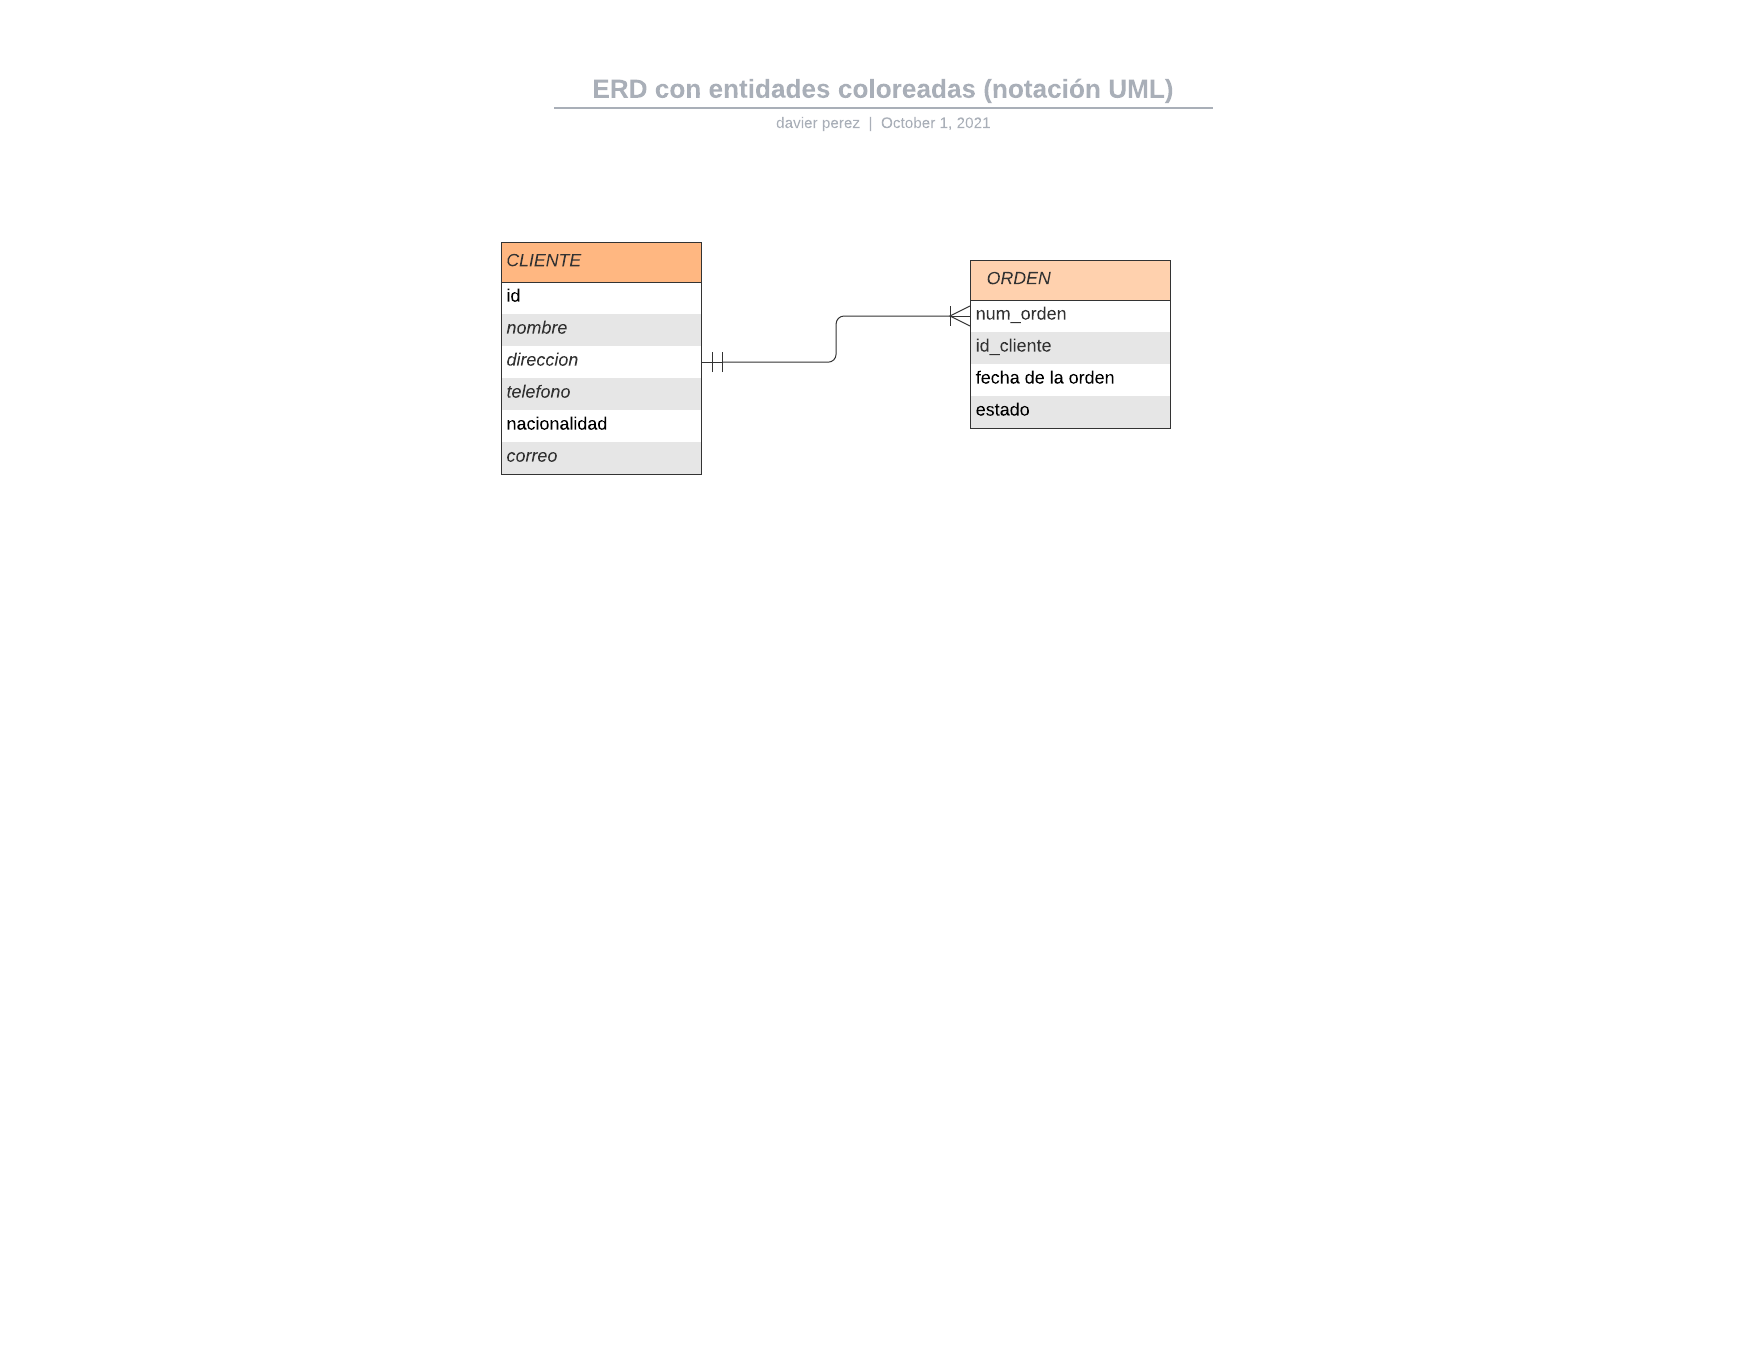 ERD con entidades coloreadas (notación UML)
davier perez | October 1, 2021
CLIENTE
id
nombre
direccion
telefono
nacionalidad
correo
ORDEN
num_orden
id_cliente
fecha de la orden
estado